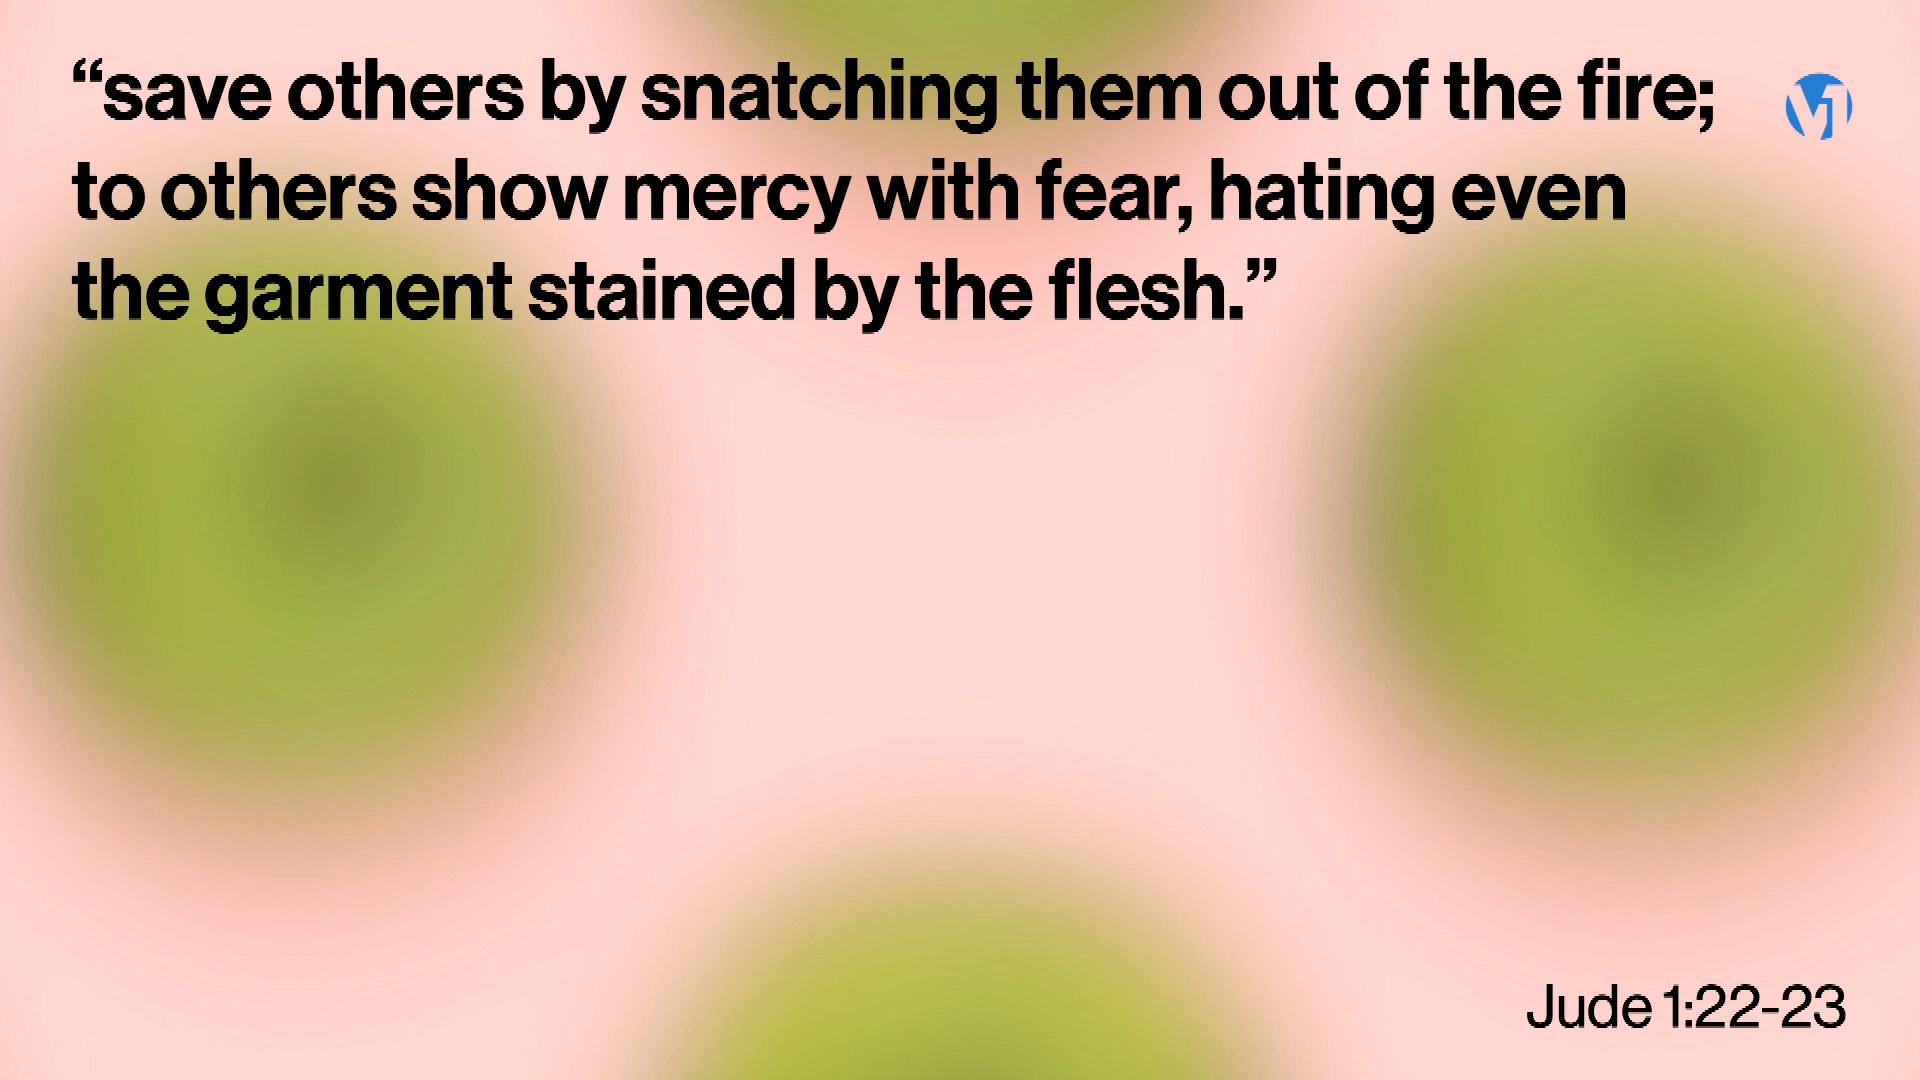 “save others by snatching them out of the fire;
to others show mercy with fear, hating even
the garment stained by the flesh.”
Jude 1:22-23